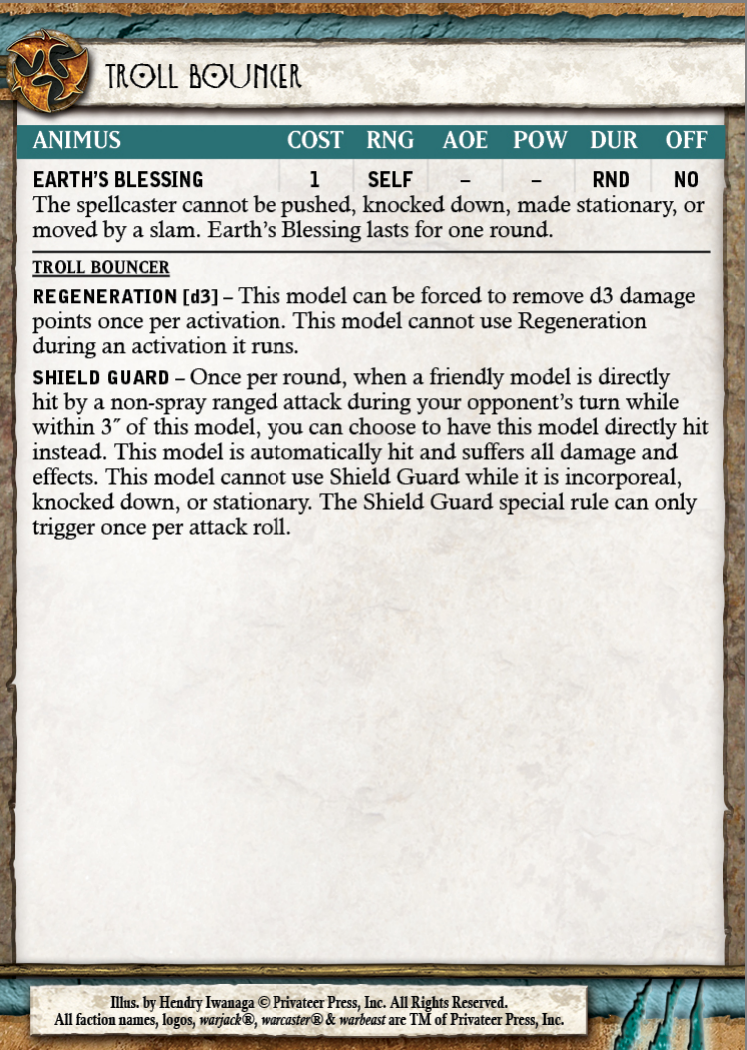 TROLL BOUNCER
ANIMUS COST RNG AOE POW DUR OFF
EARTH'S BLESSING 1 SELF – – RND NO
The spellcaster cannot be pushed, knocked down, made stationary, or
moved by a slam. Earth's Blessing lasts for one round.
TROLL BOUNCER
REGENERATION [d3] – This model can be forced to remove d3 damage
points once per activation. This model cannot use Regeneration
during an activation it runs.
SHIELD GUARD – Once per round, when a friendly model is directly
hit by a non-spray ranged attack during your opponent's turn while
within 3˝ of this model, you can choose to have this model directly hit
instead. This model is automatically hit and suffers all damage and
effects. This model cannot use Shield Guard while it is incorporeal,
knocked down, or stationary. The Shield Guard special rule can only
trigger once per attack roll.
Illus. by Hendry Iwanaga © Privateer Press, Inc. All Rights Reserved.
All faction names, logos, warjack®, warcaster® & warbeast are TM of Privateer Press, Inc.